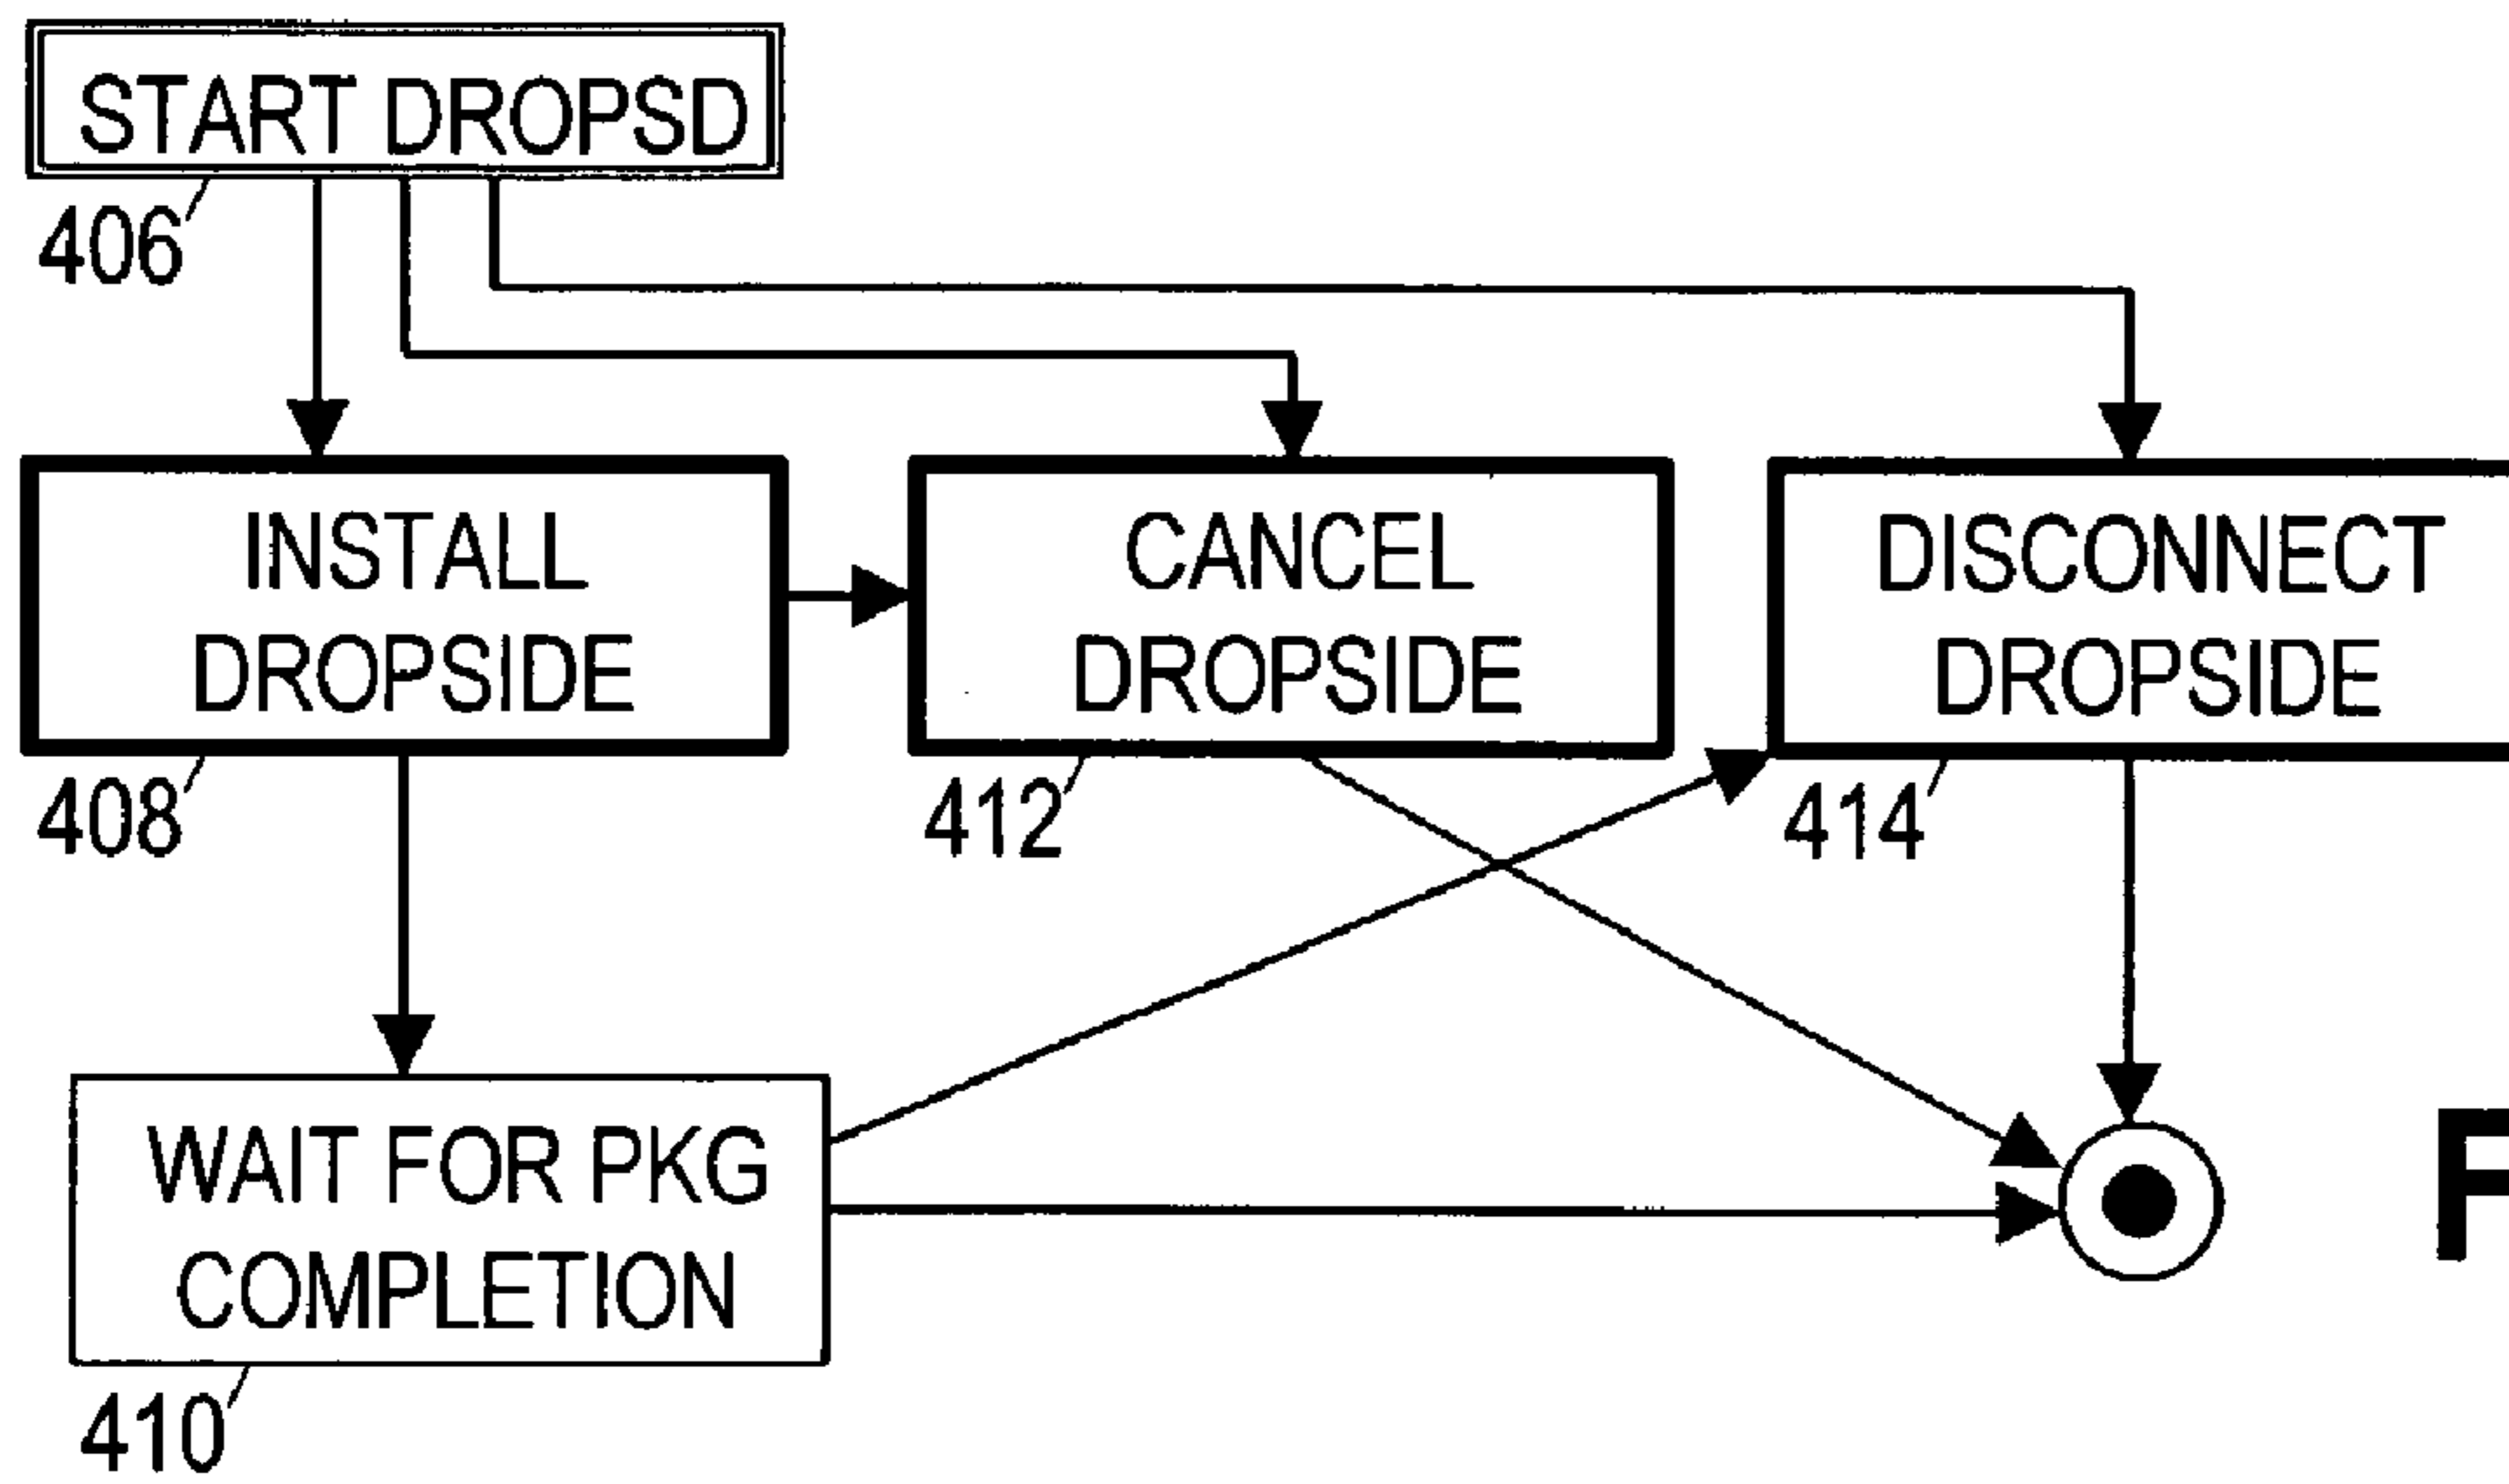 START DROPSD
406
INSTALL
DROPSIDE
408
CANCEL
DROPSIDE
412
DISCONNECT
DROPSIDE
414
WAIT FOR PKG
COMPLETION
410
F